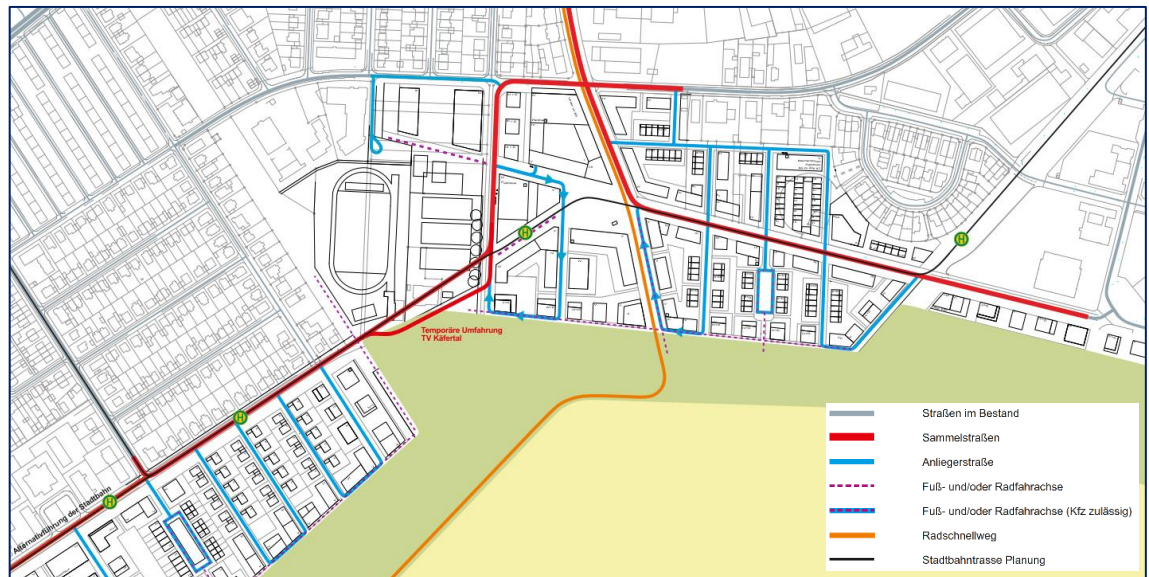 H
H
Temporäre Umfahrung
TV Käfertal
H
H
Alternativführung der Stadtbahn
Straßen im Bestand
Sammelstraßen
Anliegerstraße
Fuß- und/oder Radfahrachse
Fuß- und/oder Radfahrachse (Kfz zulässig)
Radschnellweg
Stadtbahntrasse Planung